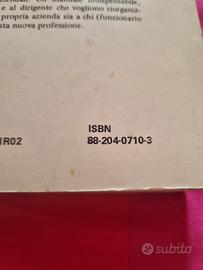 e al dirigente che vogliono riorganiz-
propria azienda sia a chi (funzionario
sta nuova professione.
ISBN
1R02 88-204-0710-3
subito